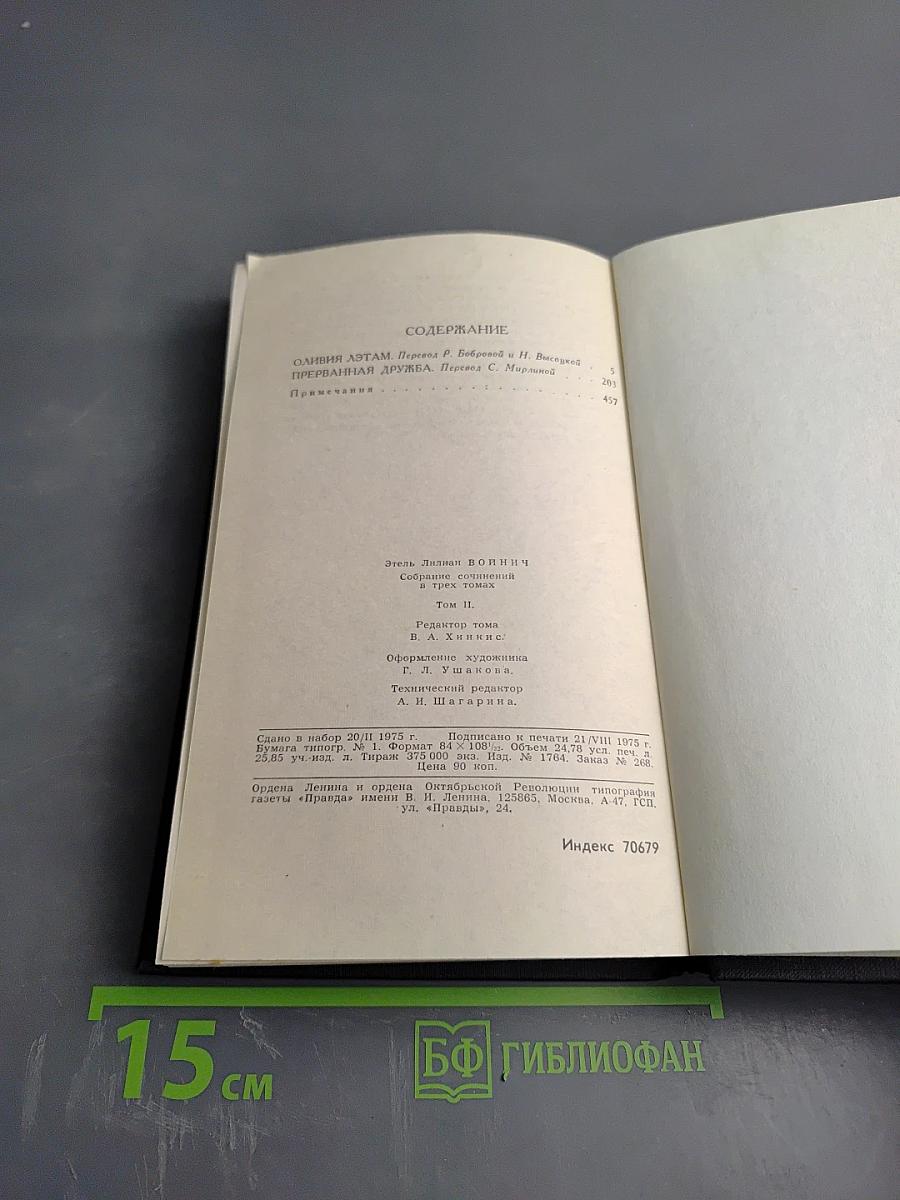 СОДЕРЖАНИЕ
ОЛИВИЯ ЛЭТАМ. Перевод Р. Бобровой и Н. Высоцкой . 5
ПРЕРВАННАЯ ДРУЖБА. Перевод С. Мирлиной . . . 203
Примечания . . . . . . . . : . . . . . . . 457
Этель Лилиан ВОЙНИЧ
Собрание сочинений
в трех томах
Том II.
Редактор тома
В. А. Хинкис.
Оформление художника
Г. Л. Ушакова.
Технический редактор
А. И. Шагарина.
Сдано в набор 20/II 1975 г. Подписано к печати 21/VIII 1975 г.
Бумага типогр. № 1. Формат 84×108¹/₃₂. Объем 24,78 усл. печ. л.
25,85 уч.-изд. л. Тираж 375 000 экз. Изд. № 1764. Заказ № 268.
Цена 90 коп.
Ордена Ленина и ордена Октябрьской Революции типография
газеты «Правда» имени В. И. Ленина, 125865, Москва, А-47, ГСП,
ул. «Правды», 24.
Индекс 70679
15 см
БФ ГИБЛИОФАН